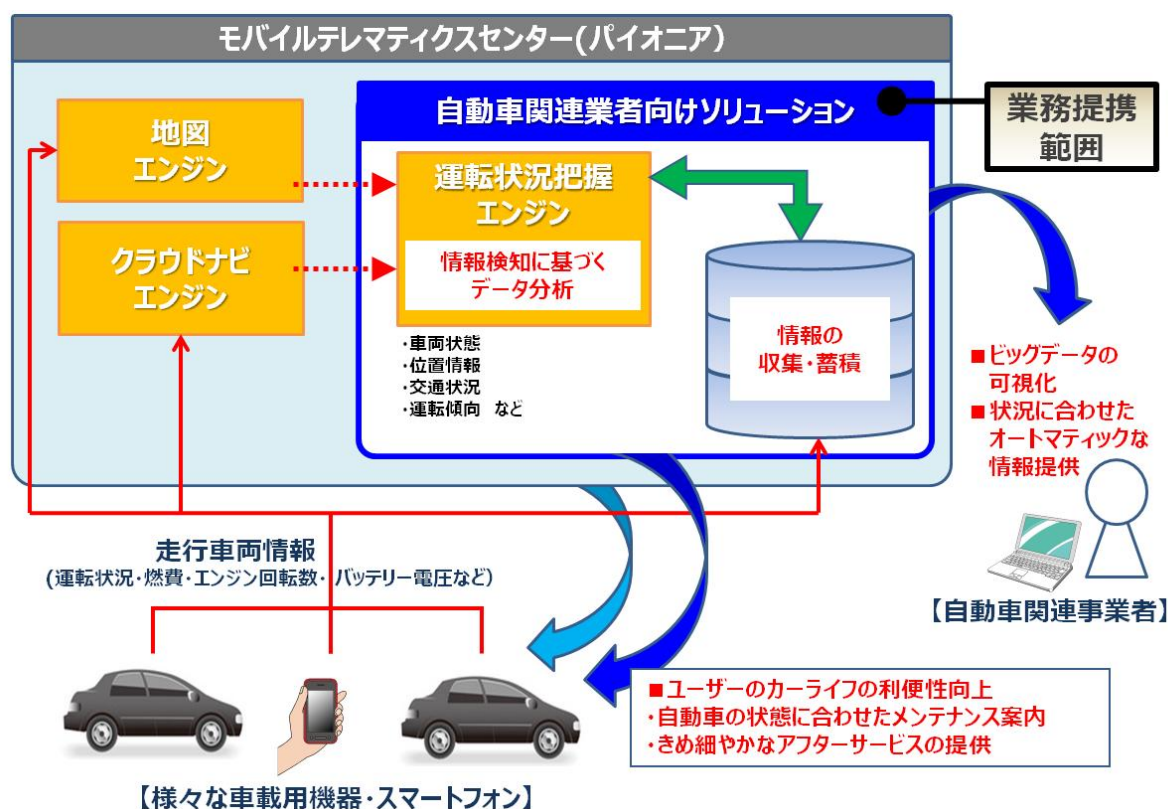 モバイルテレマティクスセンター(パイオニア）
自動車関連業者向けソリューション
業務提携
範囲
地図
エンジン
運転状況把握
エンジン
情報検知に基づく
データ分析
クラウドナビ
エンジン
・車両状態
・位置情報
・交通状況
・運転傾向　など
情報の
収集・蓄積
■ビッグデータの
可視化
■状況に合わせた
オートマティックな
情報提供
【自動車関連事業者】
走行車両情報
(運転状況・燃費・エンジン回転数・バッテリー電圧など）
■ユーザーのカーライフの利便性向上
・自動車の状態に合わせたメンテナンス案内
・きめ細やかなアフターサービスの提供
【様々な車載用機器・スマートフォン】